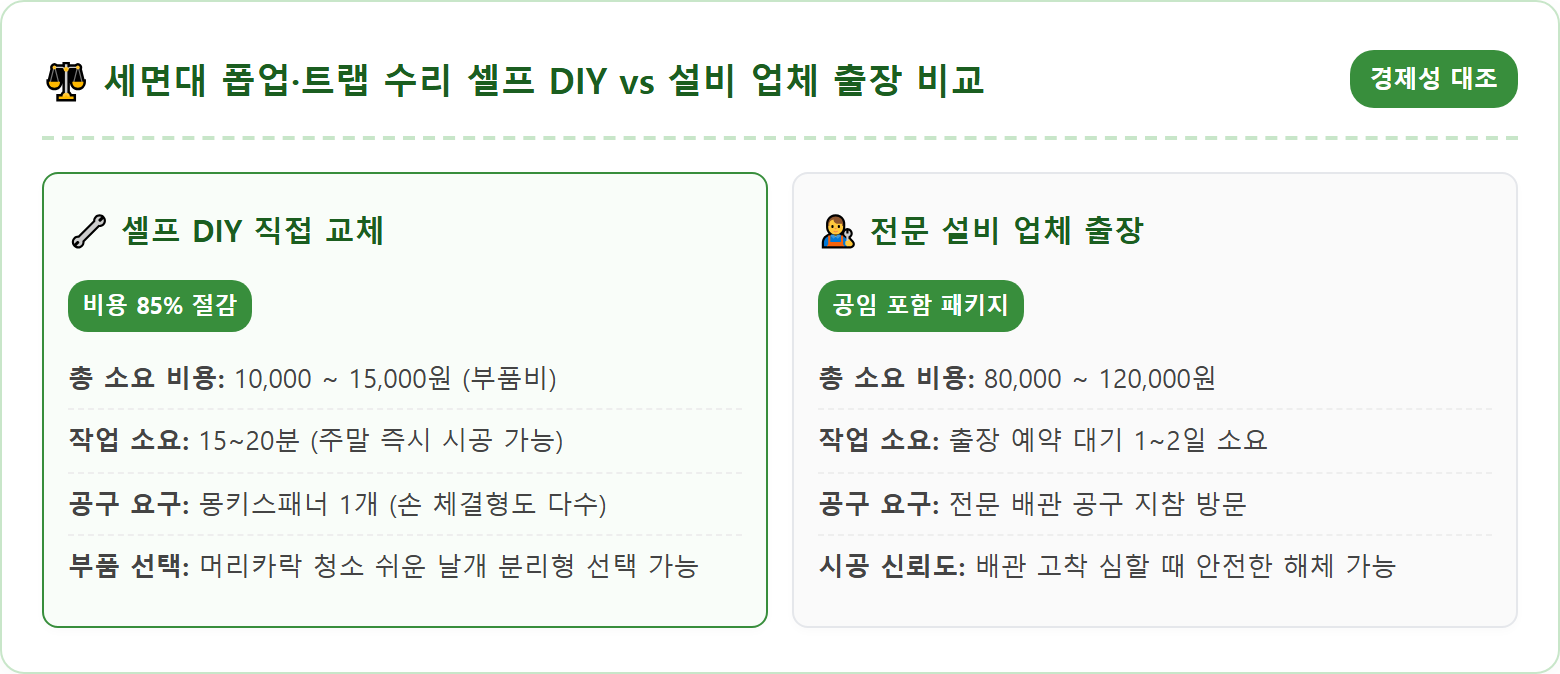 세면대 폽업·트랩 수리 셀프 DIY vs 설비 업체 출장 비교
경제성 대조
셀프 DIY 직접 교체
비용 85% 절감
총 소요 비용: 10,000 ~ 15,000원 (부품비)
작업 소요: 15~20분 (주말 즉시 시공 가능)
공구 요구: 몽키스패너 1개 (손 체결형도 다수)
부품 선택: 머리카락 청소 쉬운 날개 분리형 선택 가능
전문 설비 업체 출장
공임 포함 패키지
총 소요 비용: 80,000 ~ 120,000원
작업 소요: 출장 예약 대기 1~2일 소요
공구 요구: 전문 배관 공구 지참 방문
시공 신뢰도: 배관 고착 심할 때 안전한 해체 가능